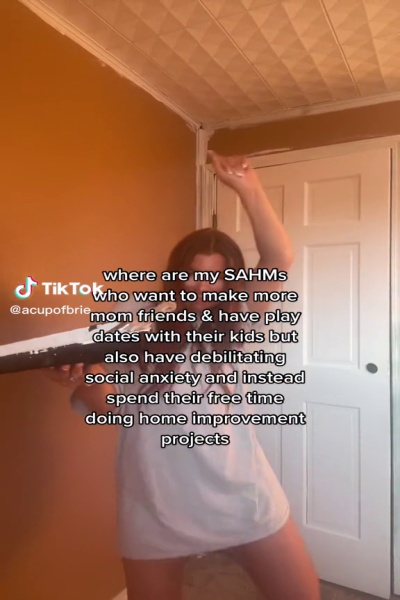 where are my SAHMs
TikTok
who want to make more
@acupofbrie
mom friends & have play
dates with their kids but
also have debilitating
social anxiety and instead
spend their free time
doing home improvement
projects